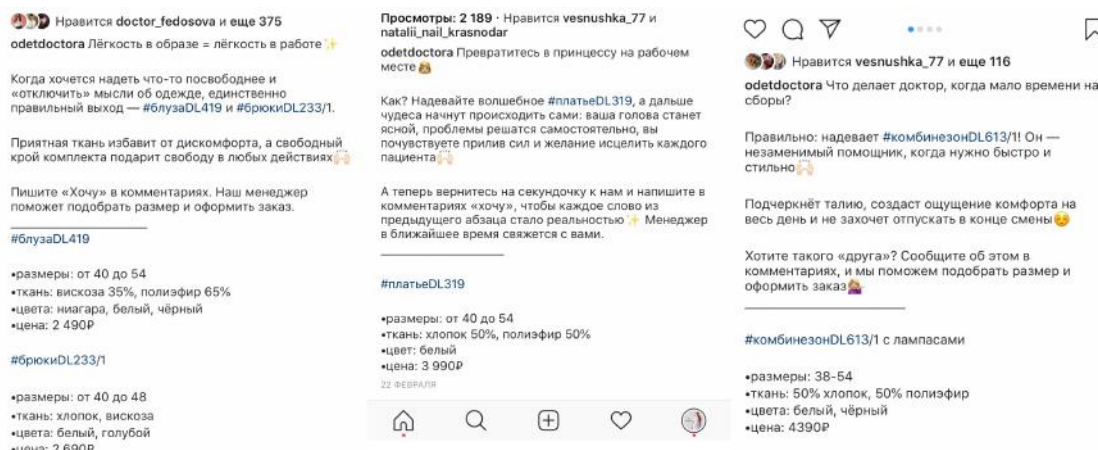 Нравится doctor_fedosova и еще 375
odetdoctora Лёгкость в образе = лёгкость в работе✨
Когда хочется надеть что-то посвободнее и
«отключить» мысли об одежде, единственно
правильный выход — #блузаDL419 и #брюкиDL233/1.
Приятная ткань избавит от дискомфорта, а свободный
крой комплекта подарит свободу в любых действиях🙌🏻
Пишите «Хочу» в комментариях. Наш менеджер
поможет подобрать размер и оформить заказ.
#блузаDL419
•размеры: от 40 до 54
•ткань: вискоза 35%, полиэфир 65%
•цвета: ниагара, белый, чёрный
•цена: 2 490₽
#брюкиDL233/1
•размеры: от 40 до 48
•ткань: хлопок, вискоза
•цвета: белый, голубой
•цена: 2 690₽
Просмотры: 2 189 · Нравится vesnushka_77 и
natalii_nail_krasnodar
odetdoctora Превратитесь в принцессу на рабочем
месте👸🏼
Как? Надевайте волшебное #платьеDL319, а дальше
чудеса начнут происходить сами: ваша голова станет
ясной, проблемы решатся самостоятельно, вы
почувствуете прилив сил и желание исцелить каждого
пациента🙌🏻
А теперь вернитесь на секундочку к нам и напишите в
комментариях «хочу», чтобы каждое слово из
предыдущего абзаца стало реальностью✨ Менеджер
в ближайшее время свяжется с вами.
#платьеDL319
•размеры: от 40 до 54
•ткань: хлопок 50%, полиэфир 50%
•цвет: белый
•цена: 3 990₽
22 ФЕВРАЛЯ
Нравится vesnushka_77 и еще 116
odetdoctora Что делает доктор, когда мало времени на
сборы?
Правильно: надевает #комбинезонDL613/1! Он —
незаменимый помощник, когда нужно быстро и
стильно🙌🏻
Подчеркнёт талию, создаст ощущение комфорта на
весь день и не захочет отпускать в конце смены☺️
Хотите такого «друга»? Сообщите об этом в
комментариях, и мы поможем подобрать размер и
оформить заказ💁🏼‍♀️
#комбинезонDL613/1 с лампасами
•размеры: 38-54
•ткань: 50% хлопок, 50% полиэфир
•цвета: белый, чёрный
•цена: 4390₽